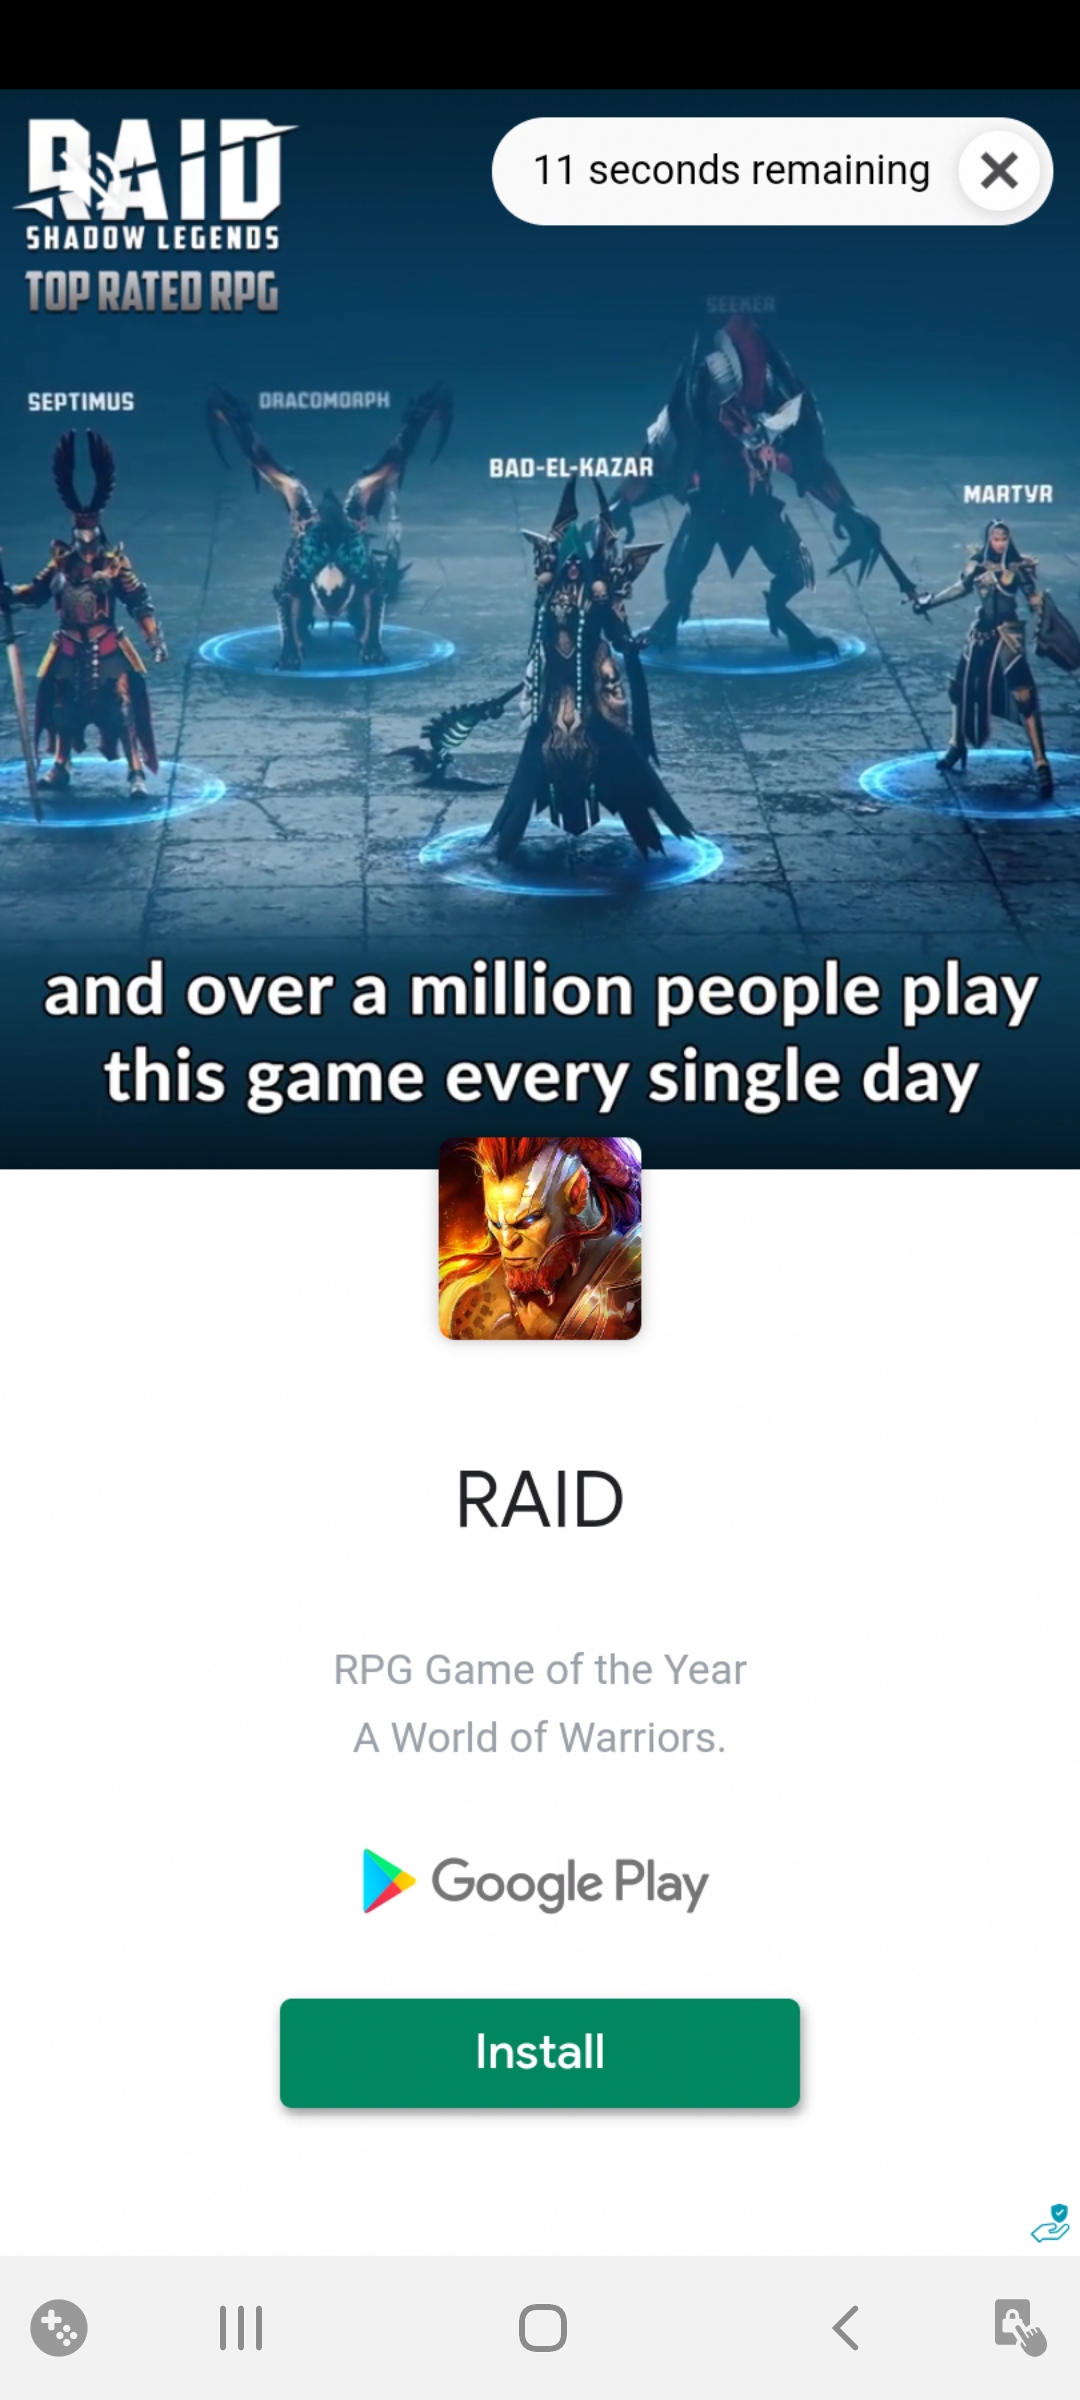 RAID
SHADOW LEGENDS
TOP RATED RPG
11 seconds remaining
SEEKER
SEPTIMUS
DRACOMORPH
BAD-EL-KAZAR
MARTYR
and over a million people play
this game every single day
RAID
RPG Game of the Year
A World of Warriors.
Google Play
Install